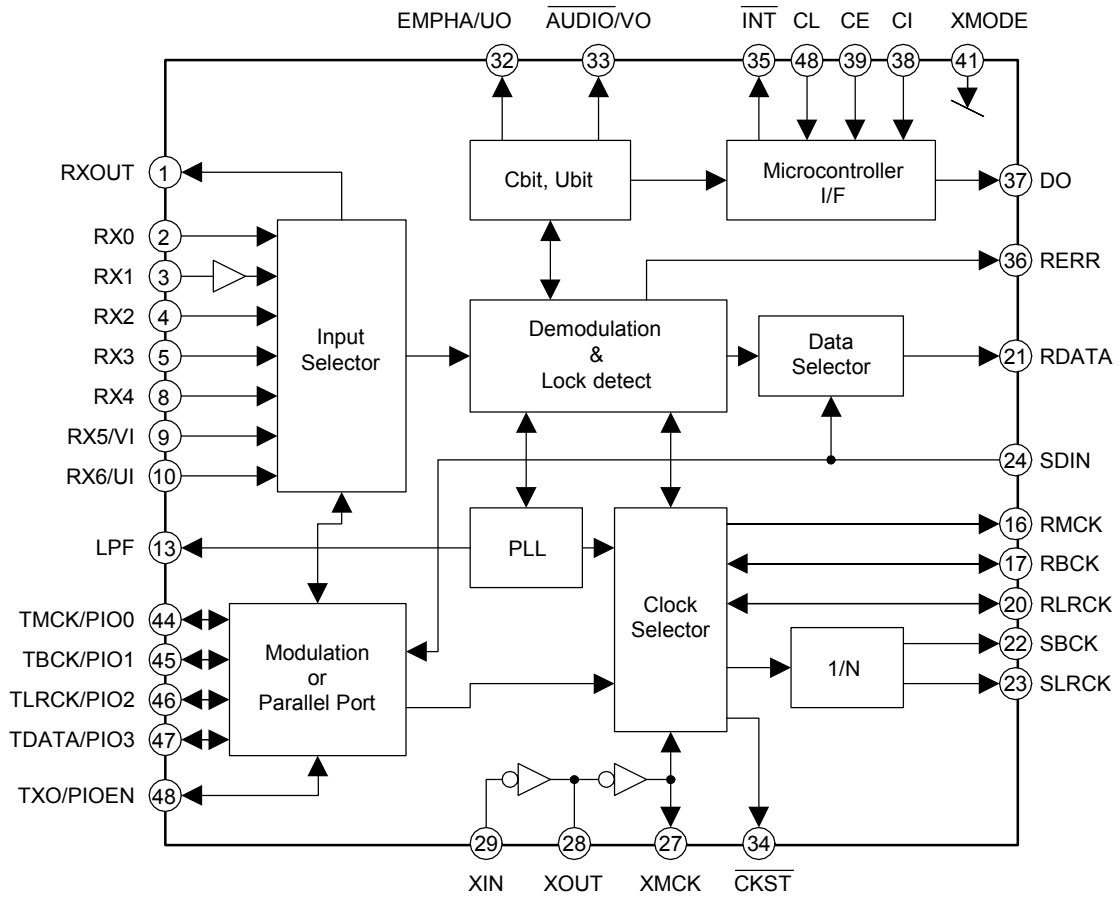 EMPHA/UO AUDIO/VO INT CL CE CI XMODE
32 33 35 48 39 38 41
RXOUT 1
Cbit, Ubit
Microcontroller
I/F
37 DO
RX0 2
RX1 3
RX2 4
RX3 5
RX4 8
RX5/VI 9
RX6/UI 10
Input
Selector
Demodulation
&
Lock detect
Data
Selector
36 RERR
21 RDATA
24 SDIN
LPF 13
PLL
Clock
Selector
16 RMCK
17 RBCK
20 RLRCK
1/N
22 SBCK
23 SLRCK
TMCK/PIO0 44
TBCK/PIO1 45
TLRCK/PIO2 46
TDATA/PIO3 47
TXO/PIOEN 48
Modulation
or
Parallel Port
29 28 27 34
XIN XOUT XMCK CKST